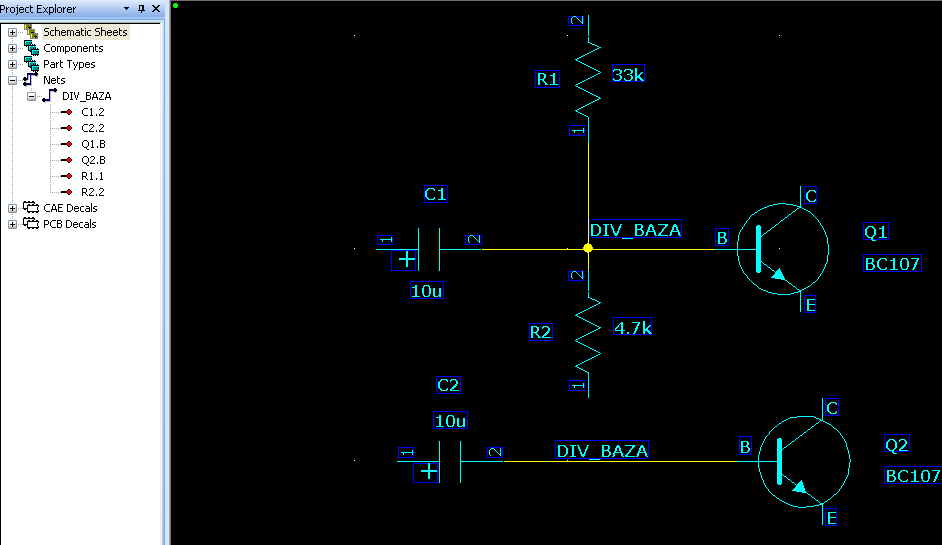 Project Explorer
Schematic Sheets
Components
Part Types
Nets
DIV_BAZA
C1.2
C2.2
Q1.B
Q2.B
R1.1
R2.2
CAE Decals
PCB Decals
2
R1
33k
1
C1
1
2
+
10u
DIV_BAZA
B
C
E
Q1
BC107
2
R2
4.7k
1
C2
10u
1
2
+
DIV_BAZA
B
C
E
Q2
BC107